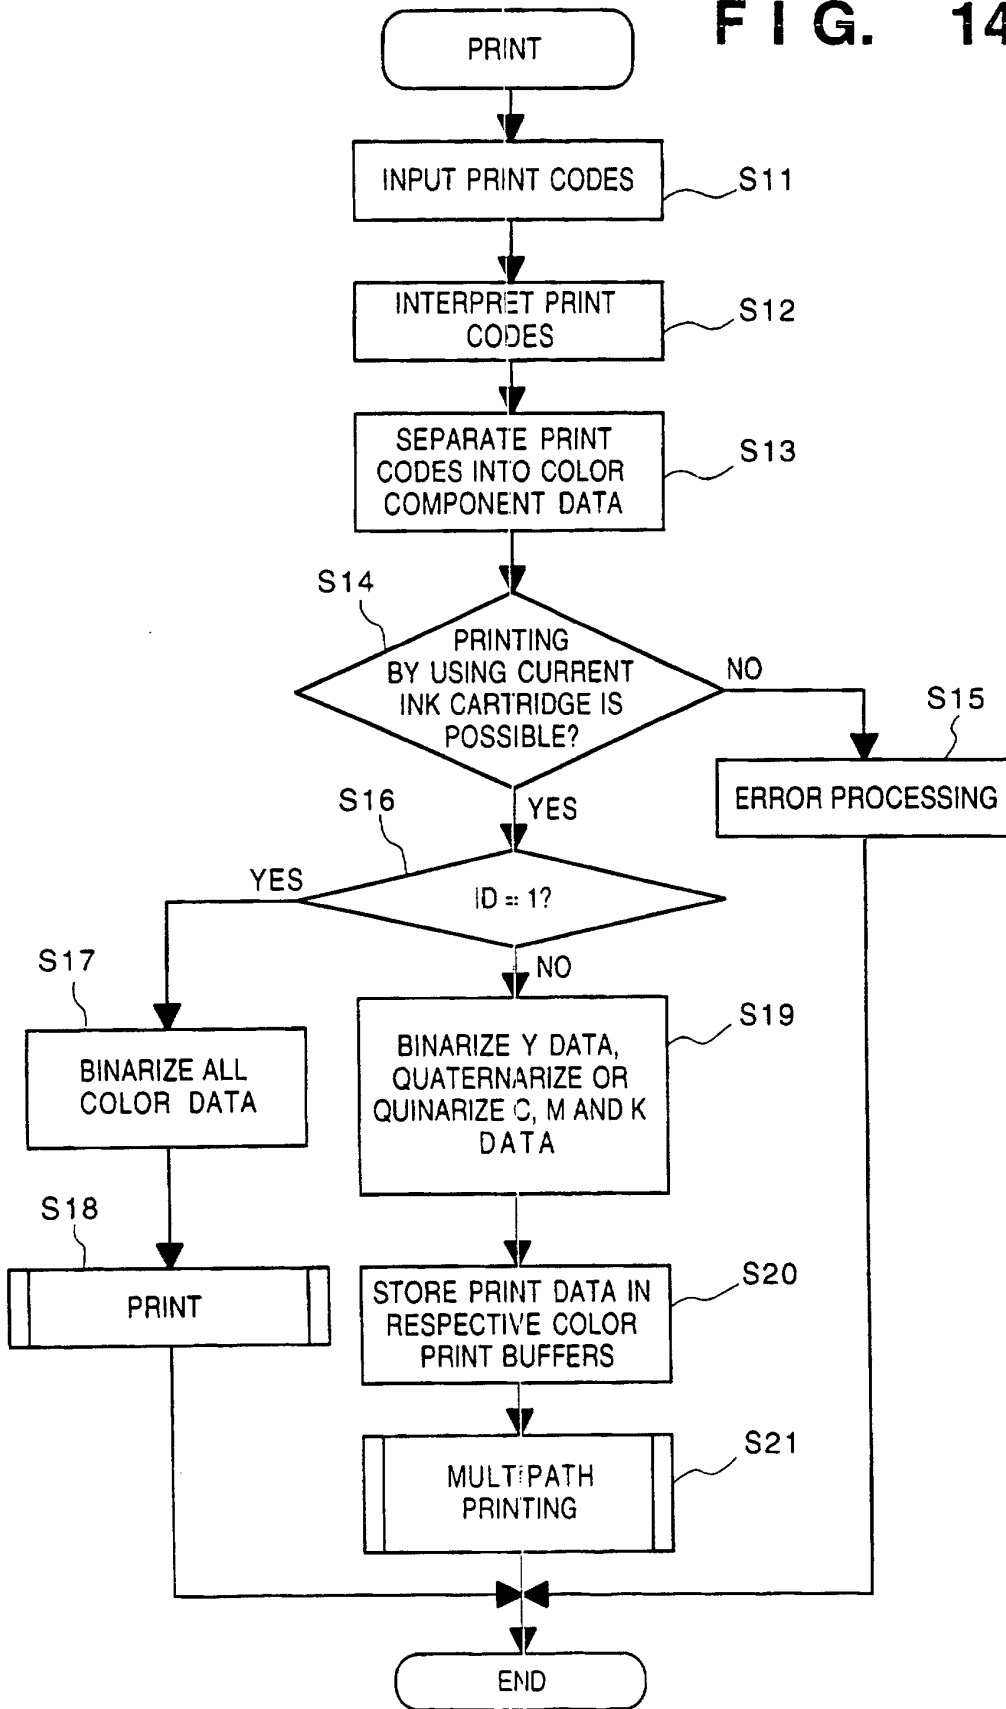 FIG. 14
PRINT
INPUT PRINT CODES
S11
INTERPRET PRINT
CODES
S12
SEPARATE PRINT
CODES INTO COLOR
COMPONENT DATA
S13
S14
PRINTING
BY USING CURRENT
INK CARTRIDGE IS
POSSIBLE?
NO
S15
ERROR PROCESSING
YES
S16
ID = 1?
YES
NO
S17
BINARIZE ALL
COLOR DATA
S19
BINARIZE Y DATA,
QUATERNARIZE OR
QUINARIZE C, M AND K
DATA
S18
PRINT
S20
STORE PRINT DATA IN
RESPECTIVE COLOR
PRINT BUFFERS
S21
MULTIPATH
PRINTING
END